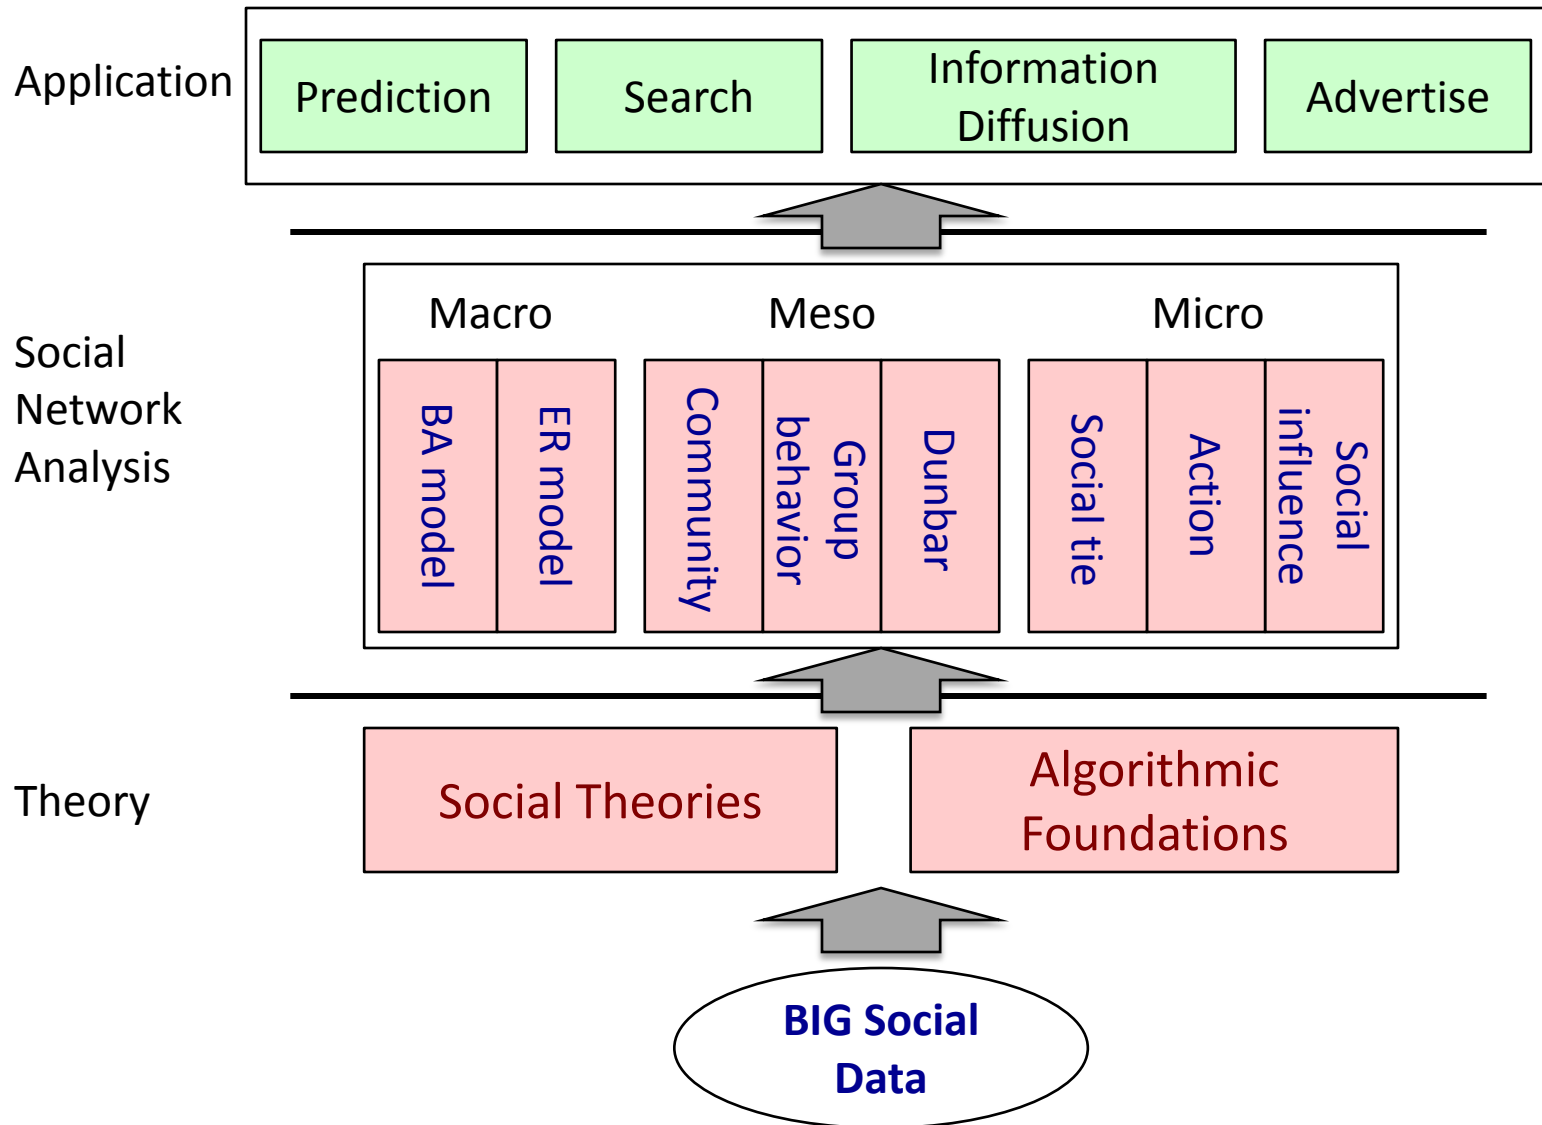 Application
Prediction
Search
Information
Diffusion
Advertise
Social
Network
Analysis
Macro
Meso
Micro
BA model
ER model
Community
Group
behavior
Dunbar
Social tie
Action
Social
influence
Theory
Social Theories
Algorithmic
Foundations
BIG Social
Data